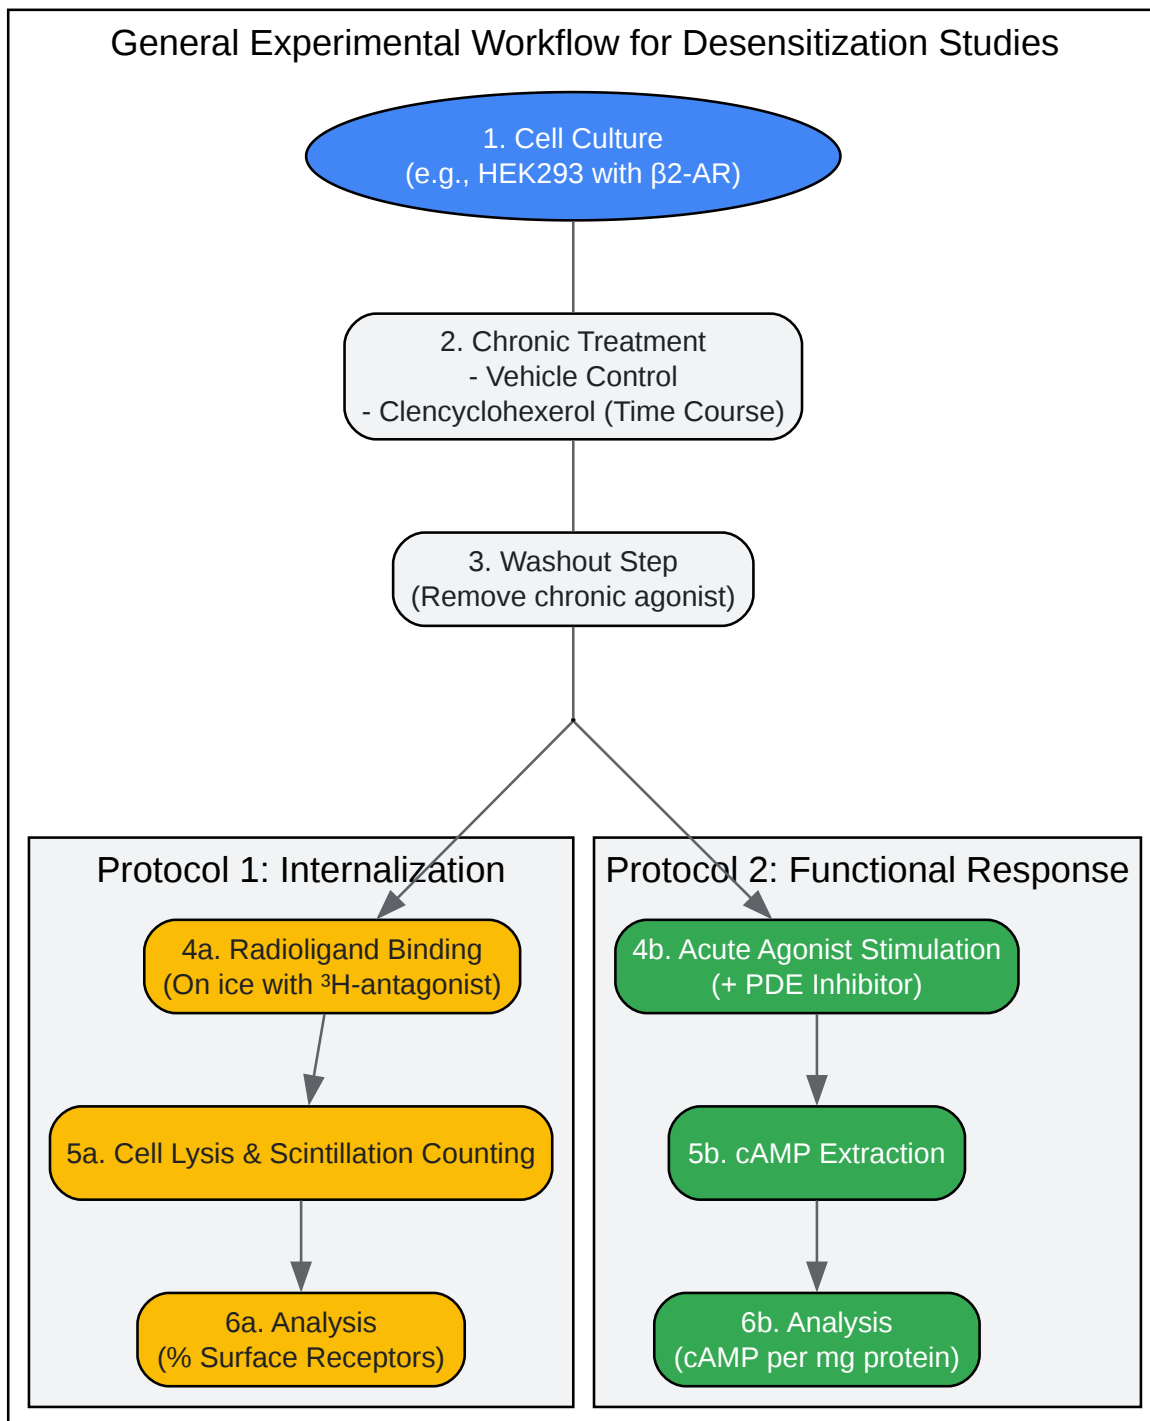 General Experimental Workflow for Desensitization Studies
1. Cell Culture
(e.g., HEK293 with β2-AR)
2. Chronic Treatment
- Vehicle Control
- Clencyclohexerol (Time Course)
3. Washout Step
(Remove chronic agonist)
Protocol 1: Internalization
4a. Radioligand Binding
(On ice with ³H-antagonist)
5a. Cell Lysis & Scintillation Counting
6a. Analysis
(% Surface Receptors)
Protocol 2: Functional Response
4b. Acute Agonist Stimulation
(+ PDE Inhibitor)
5b. cAMP Extraction
6b. Analysis
(cAMP per mg protein)